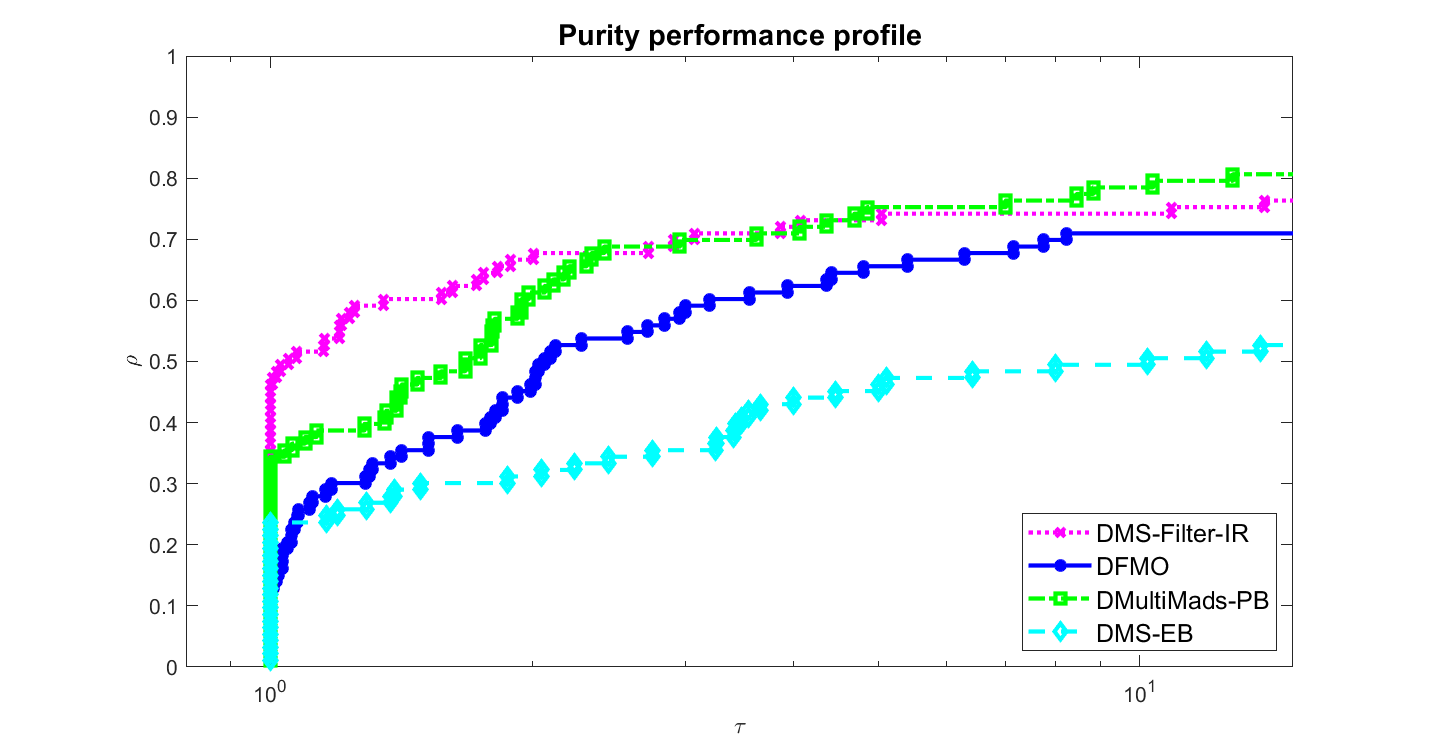 Purity performance profile
1
0.9
0.8
0.7
0.6
0.5
0.4
0.3
0.2
0.1
0
ρ
10⁰
10¹
τ
DMS-Filter-IR
DFMO
DMultiMads-PB
DMS-EB